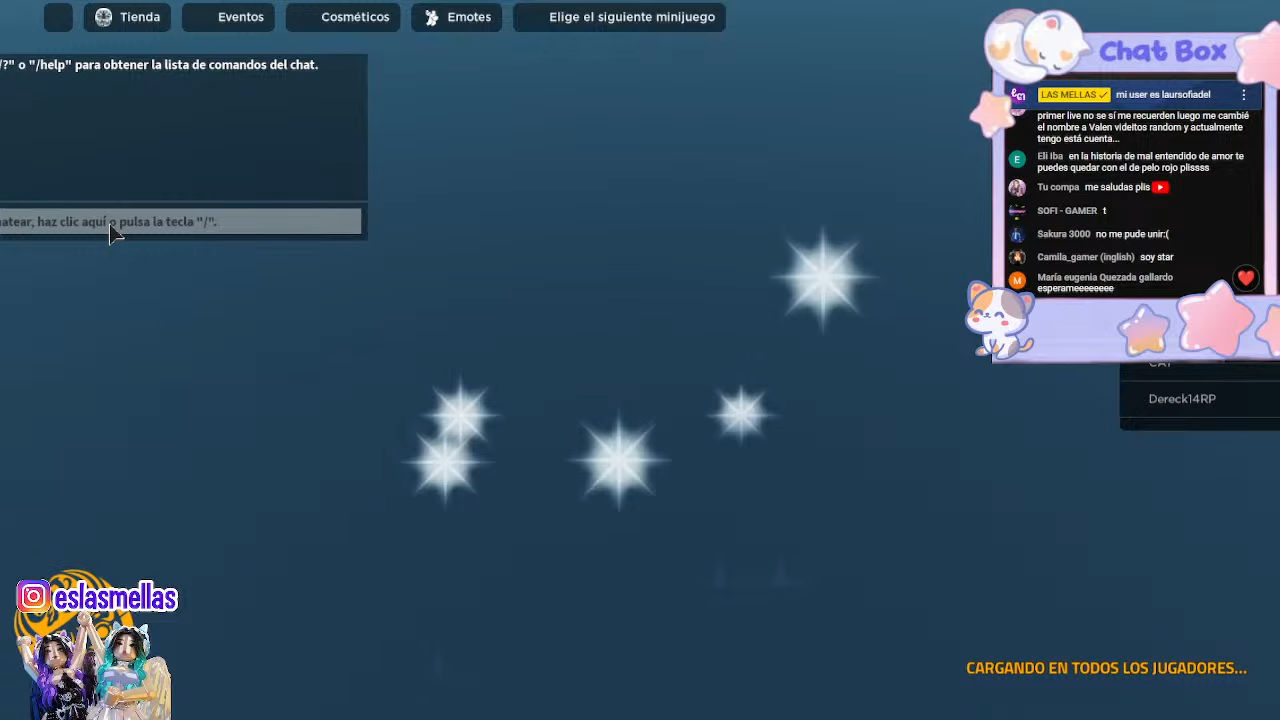 Tienda
Eventos
Cosméticos
Emotes
Elige el siguiente minijuego
/?" o "/help" para obtener la lista de comandos del chat.
haz clic aquí o pulsa la tecla "/".
Chat Box
LAS MELLAS mi user es laursofiadel
primer live no se sí me recuerden luego me cambié
el nombre a Valen videitos random y actualmente
tengo está cuenta...
E
Eli Iba en la historia de mal entendido de amor te
puedes quedar con el de pelo rojo plissss
Tu compa me saludas plis
SOFI - GAMER t
Sakura 3000 no me pude unir:(
Camila_gamer (inglish) soy star
M
María eugenia Quezada gallardo
esperameeeeeeee
Dereck14RP
eslasmellas
CARGANDO EN TODOS LOS JUGADORES...